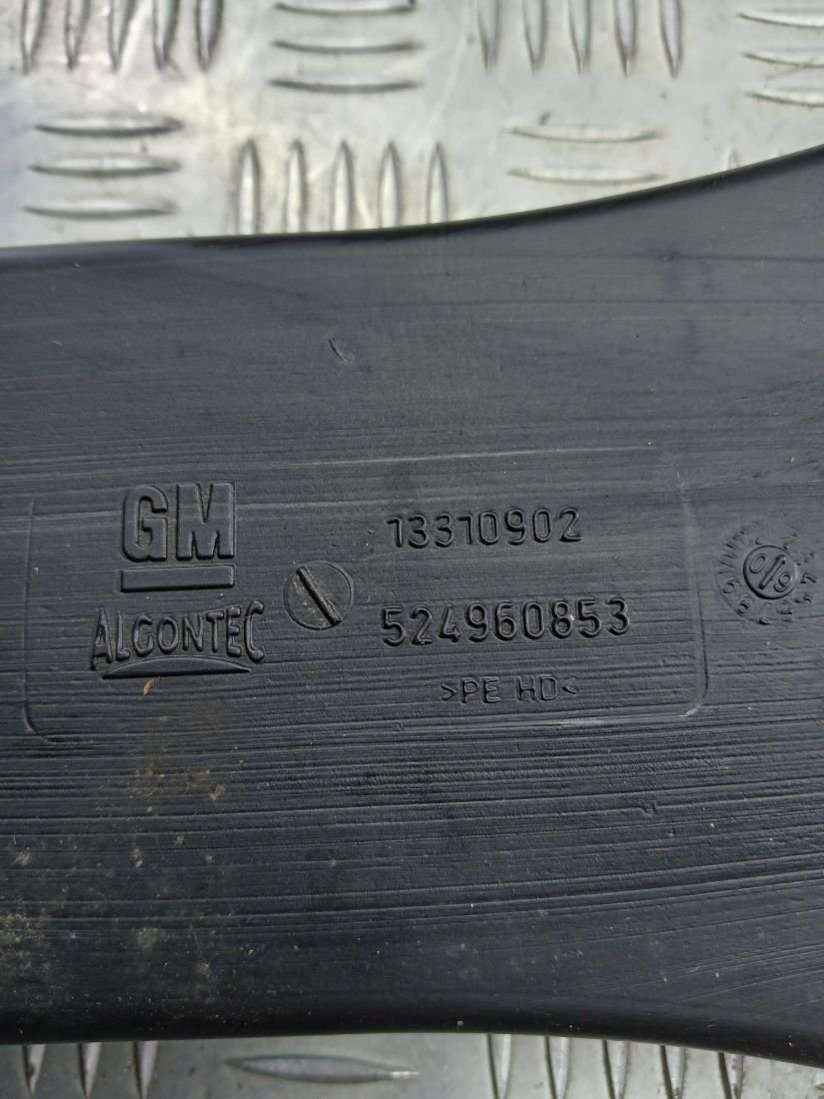 GM
13310902
ALGONTEC
524960853
>PE HD<